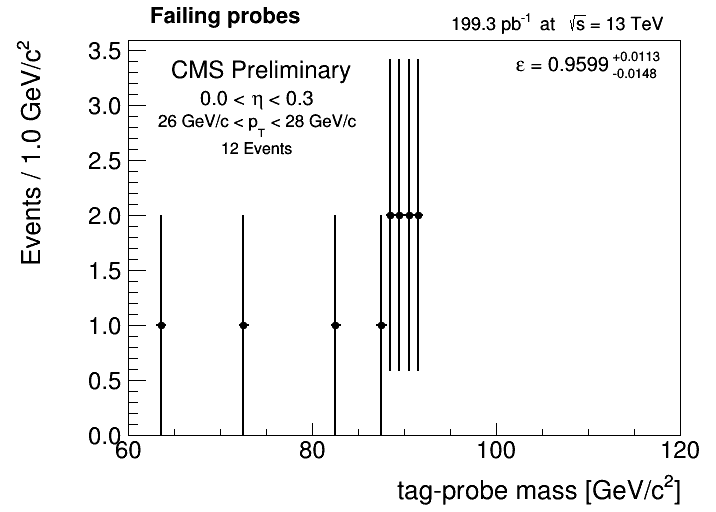 Failing probes
199.3 pb⁻¹ at √s = 13 TeV
CMS Preliminary
0.0 < η < 0.3
26 GeV/c < p_T < 28 GeV/c
12 Events
ε = 0.9599 +0.0113 -0.0148
Events / 1.0 GeV/c²
3.5
3.0
2.5
2.0
1.5
1.0
0.5
0.0
60 80 100 120
tag-probe mass [GeV/c²]